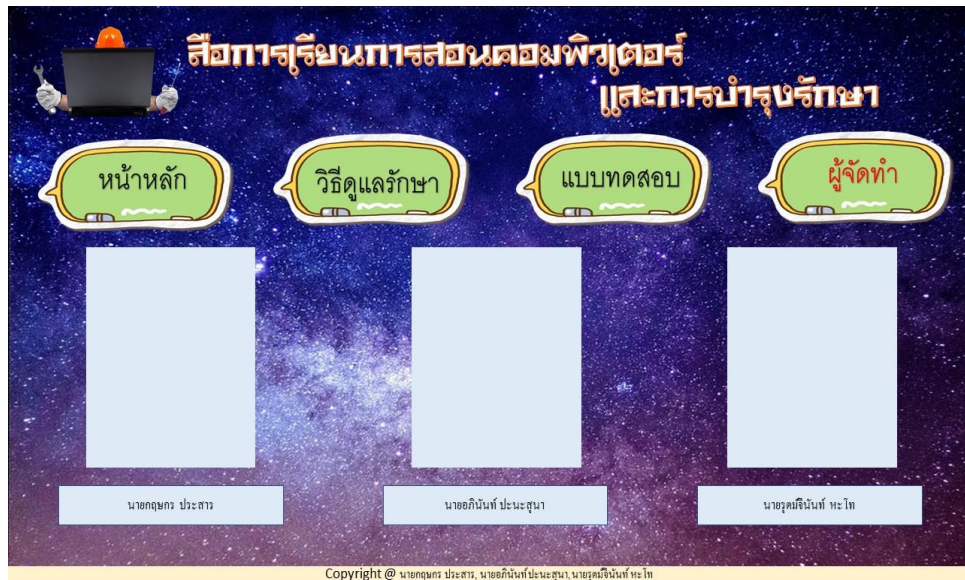 สื่อการเรียนการสอนคอมพิวเตอร์
และการบำรุงรักษา
หน้าหลัก
วิธีดูแลรักษา
แบบทดสอบ
ผู้จัดทำ
นายกฤษกร ประสาร
นายอภินันท์ ปะนะสุนา
นายรุตม์จินันท์ หะโท
Copyright @ นายกฤษกร ประสาร, นายอภินันท์ ปะนะสุนา, นายรุตม์จินันท์ หะโท